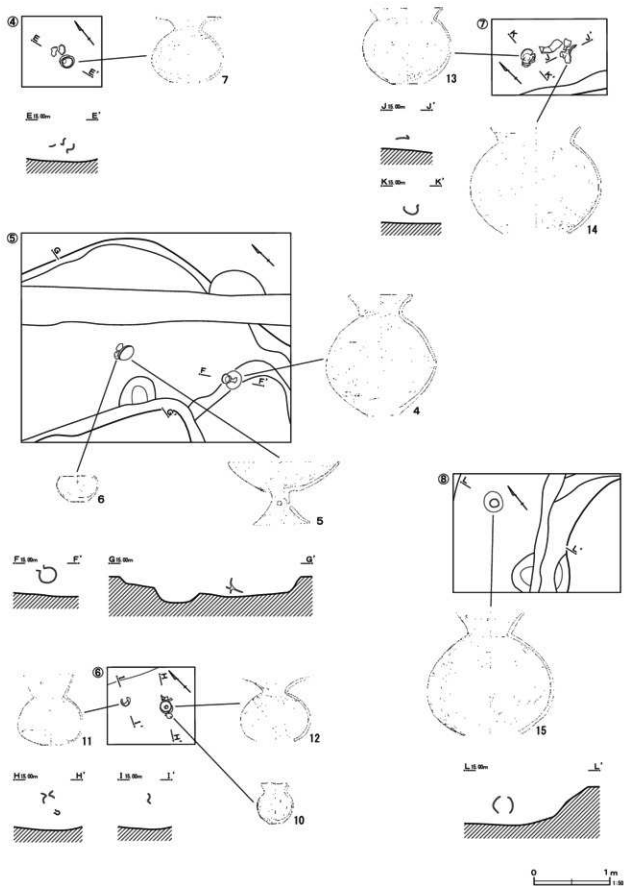 ④
E
E'
7
E 15.00m E'
13
⑦
K
J'
J
K'
J 15.00m J'
K 15.00m K'
14
⑤
G
F
F'
G'
4
6
5
F 15.00m F'
G 15.00m G'
⑧
L
L'
15
⑥
I
H
I'
H'
11
12
10
H 15.00m H'
I 15.00m I'
L 15.00m L'
0 1 m
1:50